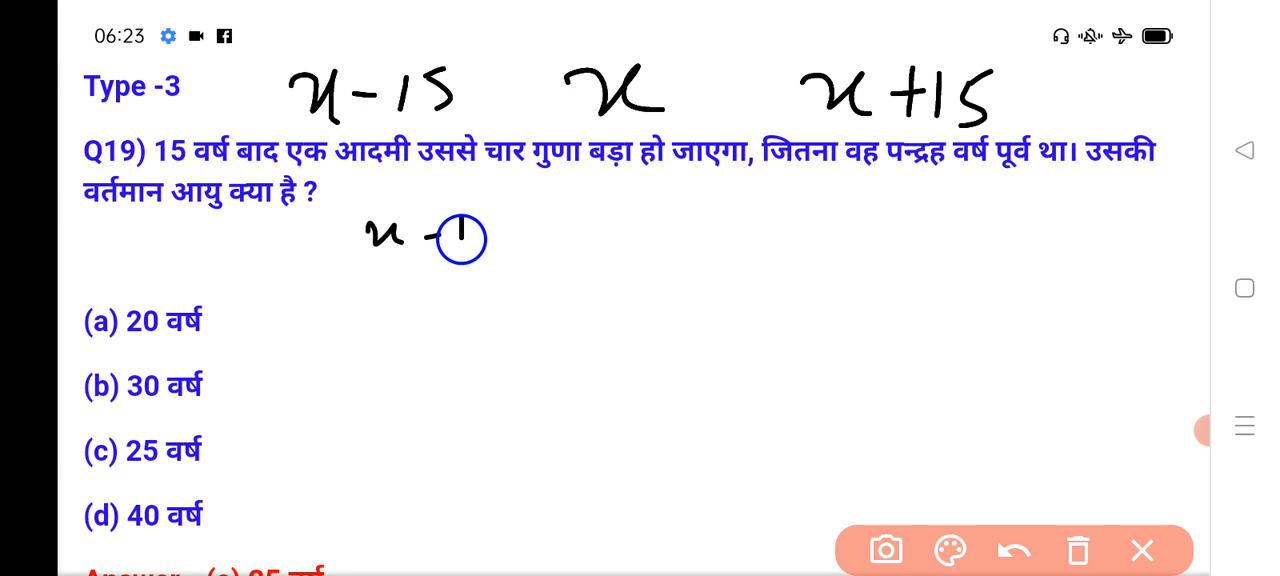 06:23
Type -3
x - 15 x x + 15
Q19) 15 वर्ष बाद एक आदमी उससे चार गुणा बड़ा हो जाएगा, जितना वह पन्द्रह वर्ष पूर्व था। उसकी
वर्तमान आयु क्या है ?
x - 1
(a) 20 वर्ष
(b) 30 वर्ष
(c) 25 वर्ष
(d) 40 वर्ष